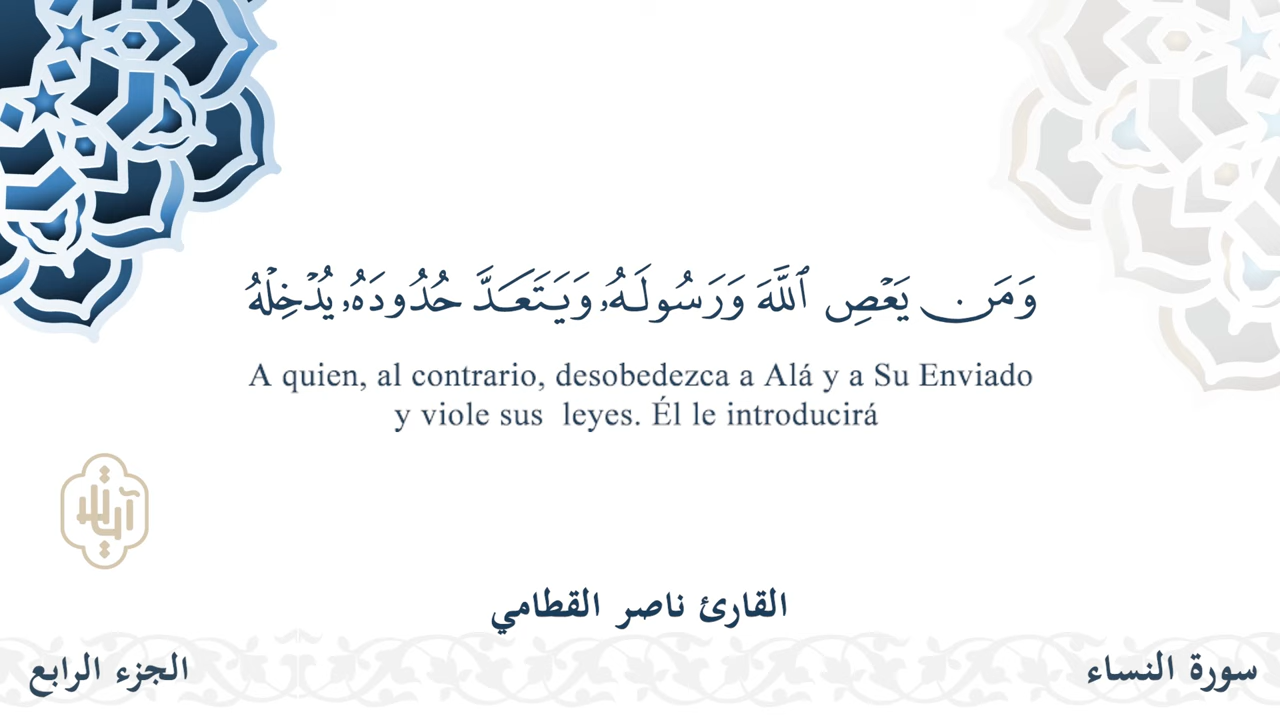 وَمَن يَعۡصِ ٱللَّهَ وَرَسُولَهُۥ وَيَتَعَدَّ حُدُودَهُۥ يُدۡخِلۡهُ
A quien, al contrario, desobedezca a Alá y a Su Enviado
y viole sus  leyes. Él le introducirá
آيات
القارئ ناصر القطامي
سورة النساء
الجزء الرابع